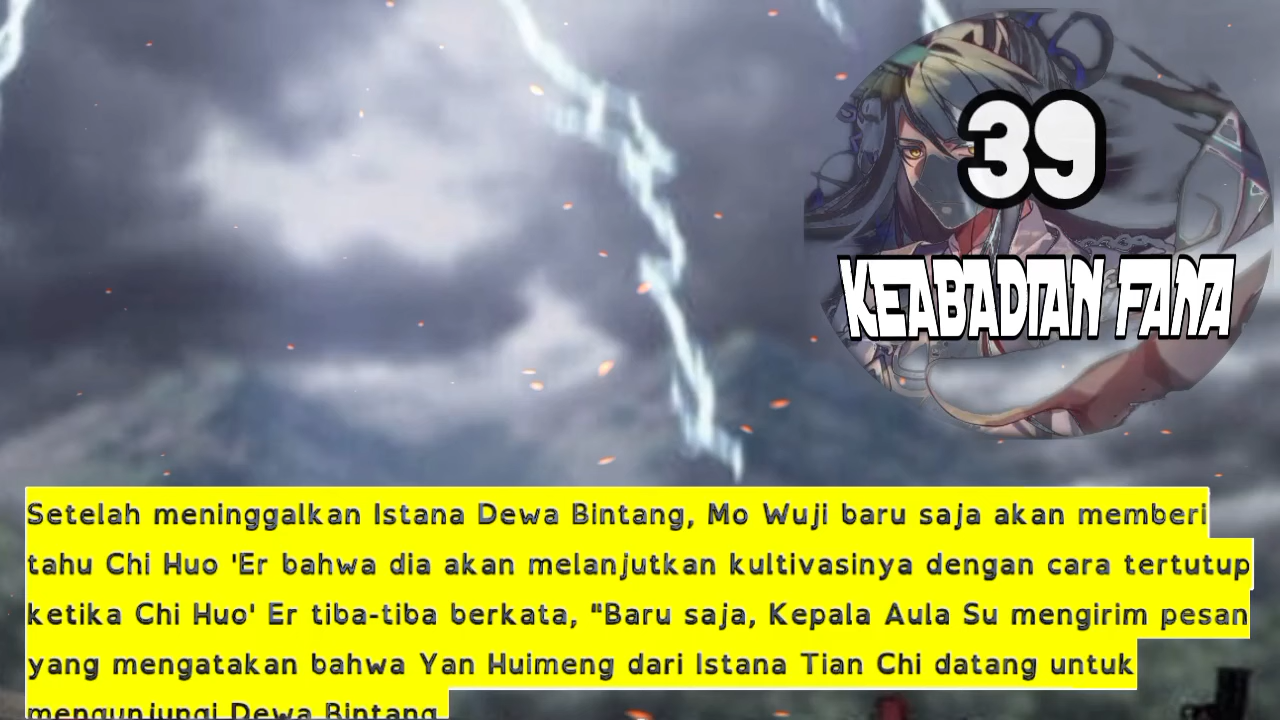 39
KEABADIAN FANA
Setelah meninggalkan Istana Dewa Bintang, Mo Wuji baru saja akan memberi
tahu Chi Huo 'Er bahwa dia akan melanjutkan kultivasinya dengan cara tertutup
ketika Chi Huo' Er tiba-tiba berkata, "Baru saja, Kepala Aula Su mengirim pesan
yang mengatakan bahwa Yan Huimeng dari Istana Tian Chi datang untuk
mengunjungi Dewa Bintang